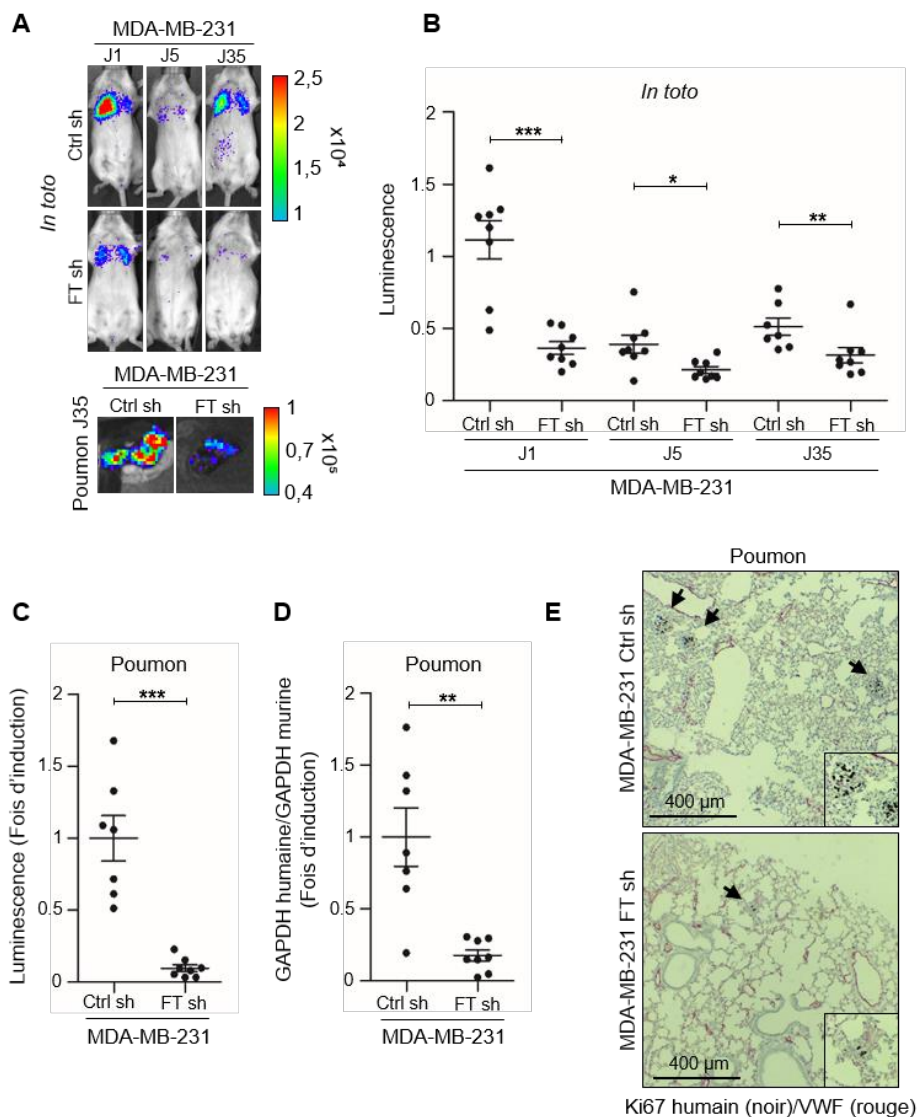 A
MDA-MB-231
J1 J5 J35
Ctrl sh
FT sh
In toto
2,5
2
1,5
1
x10⁴
MDA-MB-231
Ctrl sh FT sh
Poumon J35
1
0,7
0,4
x10⁵
B
In toto
Luminescence
2
1.5
1
0.5
0
***
*
**
Ctrl sh FT sh Ctrl sh FT sh Ctrl sh FT sh
J1 J5 J35
MDA-MB-231
C
Poumon
Luminescence (Fois d'induction)
2
1.5
1
0.5
0
***
Ctrl sh FT sh
MDA-MB-231
D
Poumon
GAPDH humaine/GAPDH murine
(Fois d'induction)
2
1.5
1
0.5
0
**
Ctrl sh FT sh
MDA-MB-231
E
Poumon
MDA-MB-231 Ctrl sh
400 µm
MDA-MB-231 FT sh
400 µm
Ki67 humain (noir)/VWF (rouge)